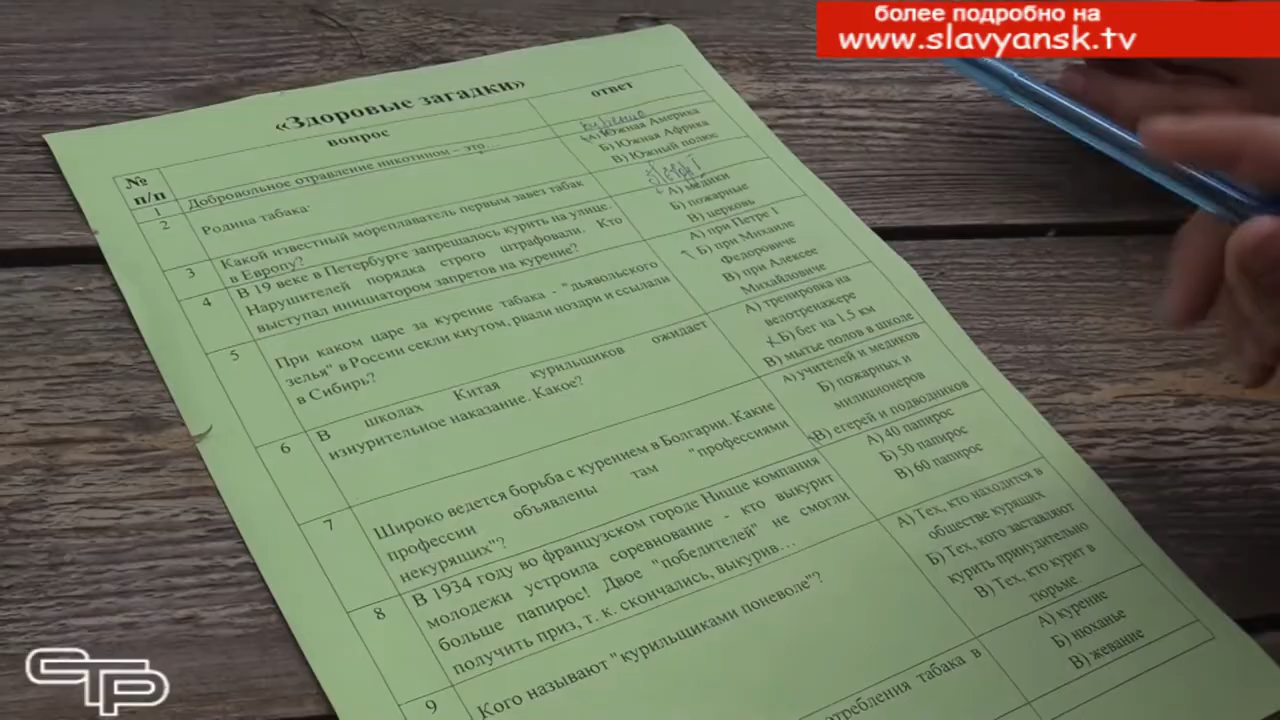 более подробно на
www.slavyansk.tv
«Здоровые загадки»
№ п/п
вопрос
ответ
1
Добровольное отравление никотином – это…
курение
2
Родина табака:
А) Южная Америка
Б) Южная Африка
В) Южный полюс
3
Какой известный мореплаватель первым завез табак
в Европу?
4
В 19 веке в Петербурге запрещалось курить на улице.
Нарушителей порядка строго штрафовали. Кто
выступал инициатором запретов на курение?
А) медики
Б) пожарные
В) церковь
5
При каком царе за курение табака - "дьявольского
зелья" в России секли кнутом, рвали ноздри и ссылали
в Сибирь?
А) при Петре I
Б) при Михаиле
Федоровиче
В) при Алексее
Михайловиче
6
В школах Китая курильщиков ожидает
изнурительное наказание. Какое?
А) тренировка на
велотренажере
Б) бег на 1,5 км
В) мытье полов в школе
7
Широко ведется борьба с курением в Болгарии. Какие
профессии объявлены там "профессиями
некурящих"?
А) учителей и медиков
Б) пожарных и
милиционеров
В) егерей и подводников
8
В 1934 году во французском городе Ницце компания
молодежи устроила соревнование - кто выкурит
больше папирос! Двое "победителей" не смогли
получить приз, т. к. скончались, выкурив…
А) 40 папирос
Б) 50 папирос
В) 60 папирос
9
Кого называют "курильщиками поневоле"?
А) Тех, кто находится в
обществе курящих
Б) Тех, кого заставляют
курить принудительно
В) Тех, кто курит в
тюрьме.
потребления табака в
А) курение
Б) нюханье
В) жевание
СТР